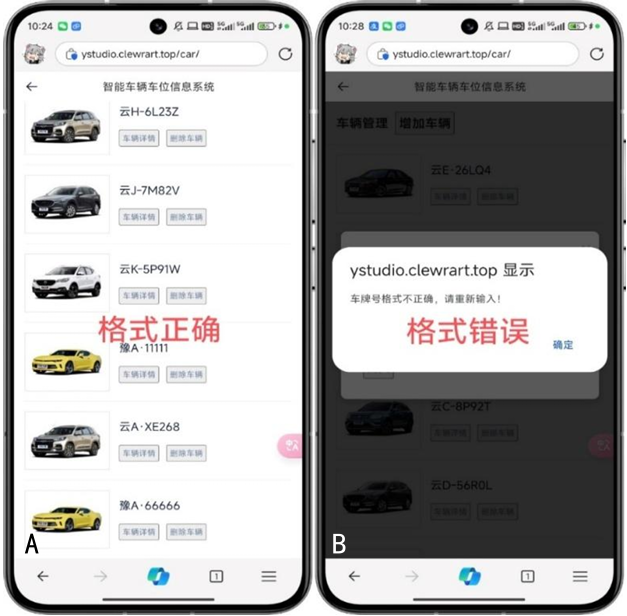 10:24
ystudio.clewrart.top/car/
智能车辆车位信息系统
云H-6L23Z
车辆详情 删除车辆
云J-7M82V
车辆详情 删除车辆
云K-5P91W
车辆详情 删除车辆
格式正确
豫A·11111
车辆详情 删除车辆
云A·XE268
车辆详情 删除车辆
豫A·66666
车辆详情 删除车辆
A
1
10:28
ystudio.clewrart.top/car/
智能车辆车位信息系统
车辆管理 增加车辆
云E·26LQ4
车辆详情 删除车辆
ystudio.clewrart.top 显示
车牌号格式不正确，请重新输入！
格式错误
确定
云C-8P92T
车辆详情 删除车辆
云D-56R0L
车辆详情 删除车辆
B
1